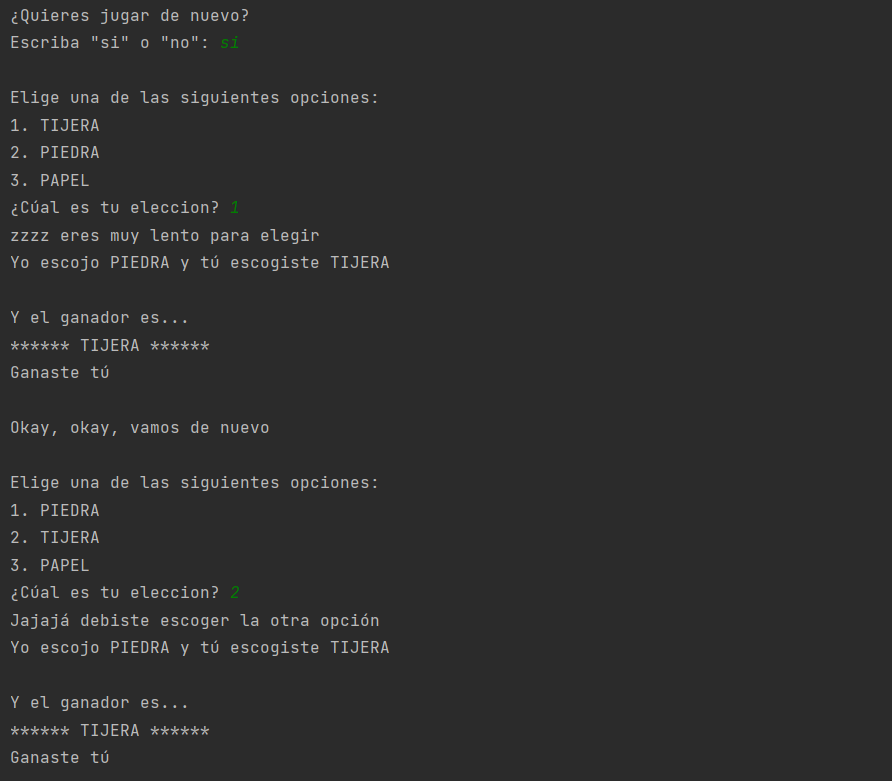 ¿Quieres jugar de nuevo?
Escriba "si" o "no": si
Elige una de las siguientes opciones:
1. TIJERA
2. PIEDRA
3. PAPEL
¿Cúal es tu eleccion? 1
zzzz eres muy lento para elegir
Yo escojo PIEDRA y tú escogiste TIJERA
Y el ganador es...
****** TIJERA ******
Ganaste tú
Okay, okay, vamos de nuevo
Elige una de las siguientes opciones:
1. PIEDRA
2. TIJERA
3. PAPEL
¿Cúal es tu eleccion? 2
Jajajá debiste escoger la otra opción
Yo escojo PIEDRA y tú escogiste TIJERA
Y el ganador es...
****** TIJERA ******
Ganaste tú